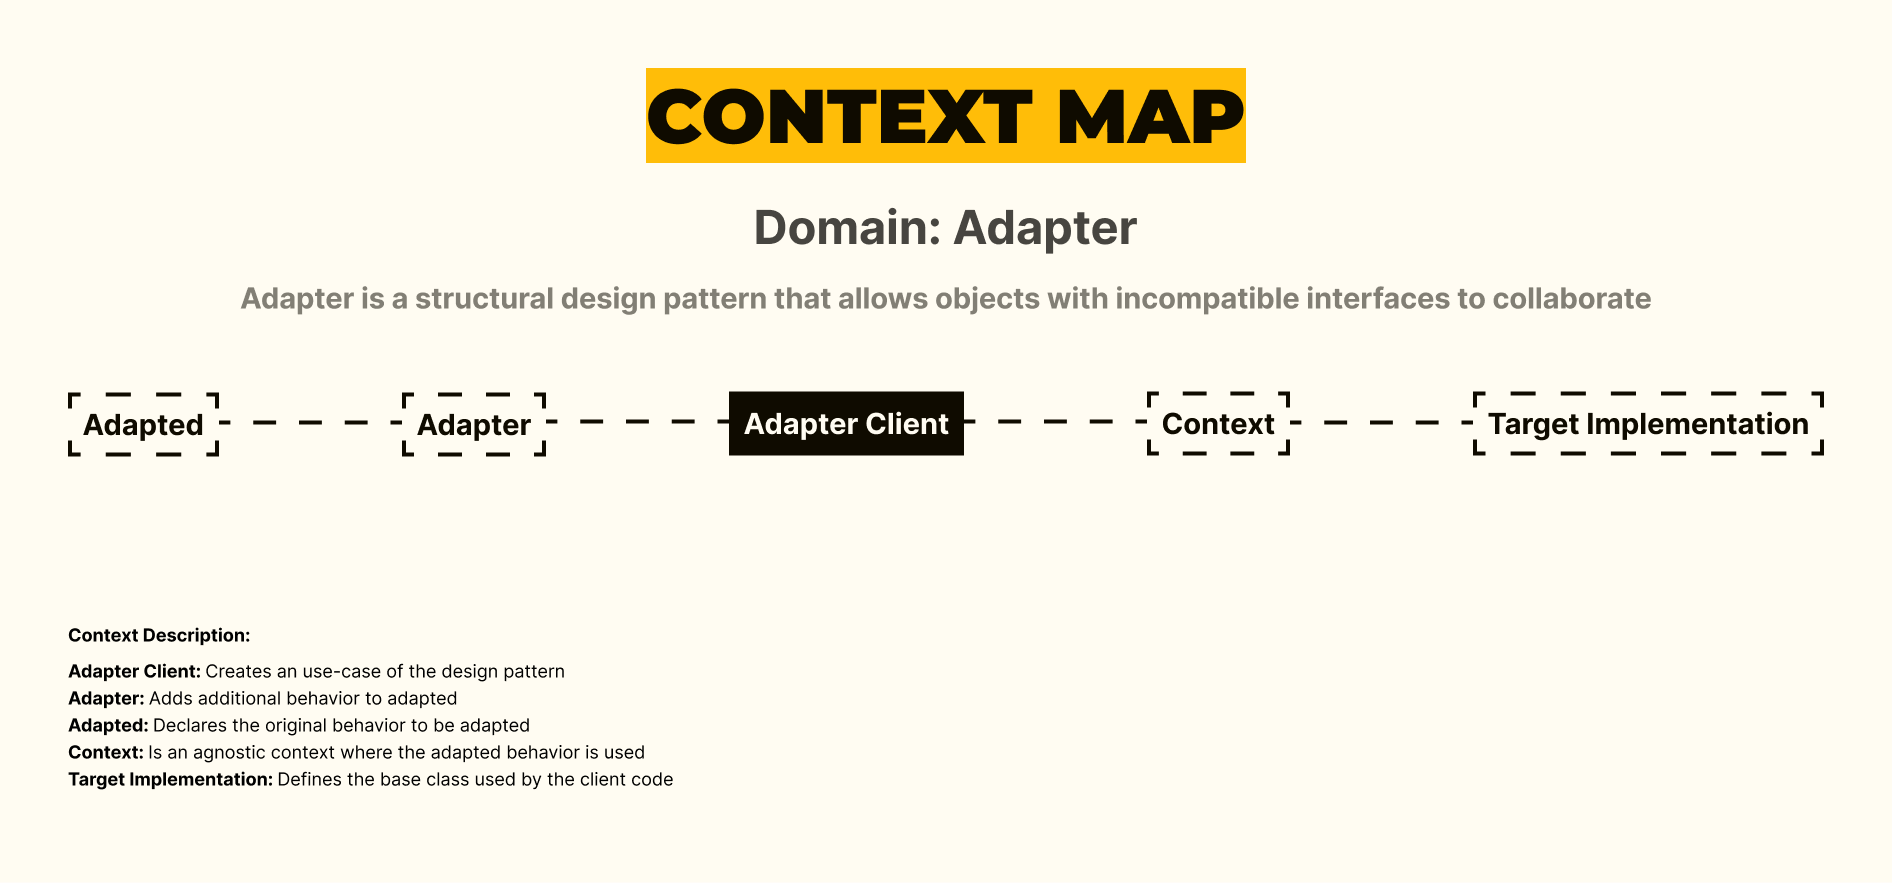 CONTEXT MAP
Domain: Adapter
Adapter is a structural design pattern that allows objects with incompatible interfaces to collaborate
Adapted
Adapter
Adapter Client
Context
Target Implementation
Context Description:
Adapter Client: Creates an use-case of the design pattern
Adapter: Adds additional behavior to adapted
Adapted: Declares the original behavior to be adapted
Context: Is an agnostic context where the adapted behavior is used
Target Implementation: Defines the base class used by the client code